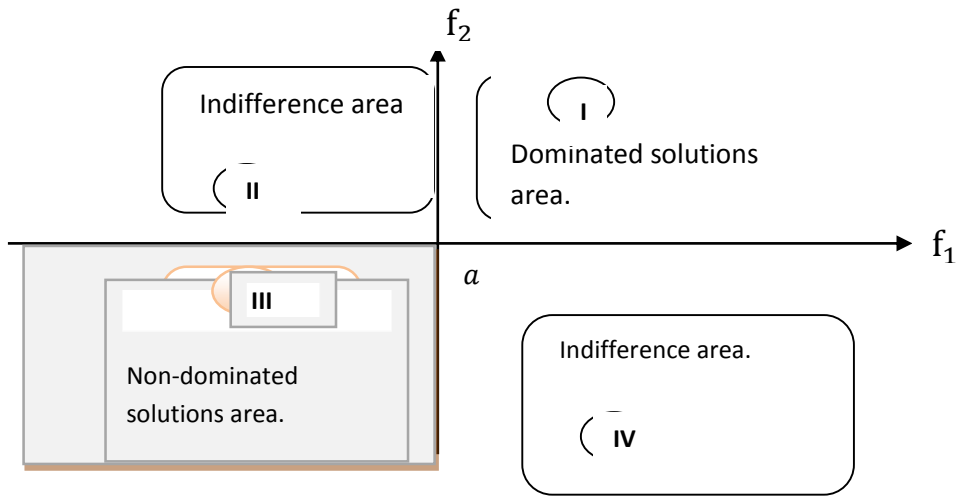 f₂
Indifference area
II
I
Dominated solutions
area.
f₁
a
III
Non-dominated
solutions area.
Indifference area.
IV